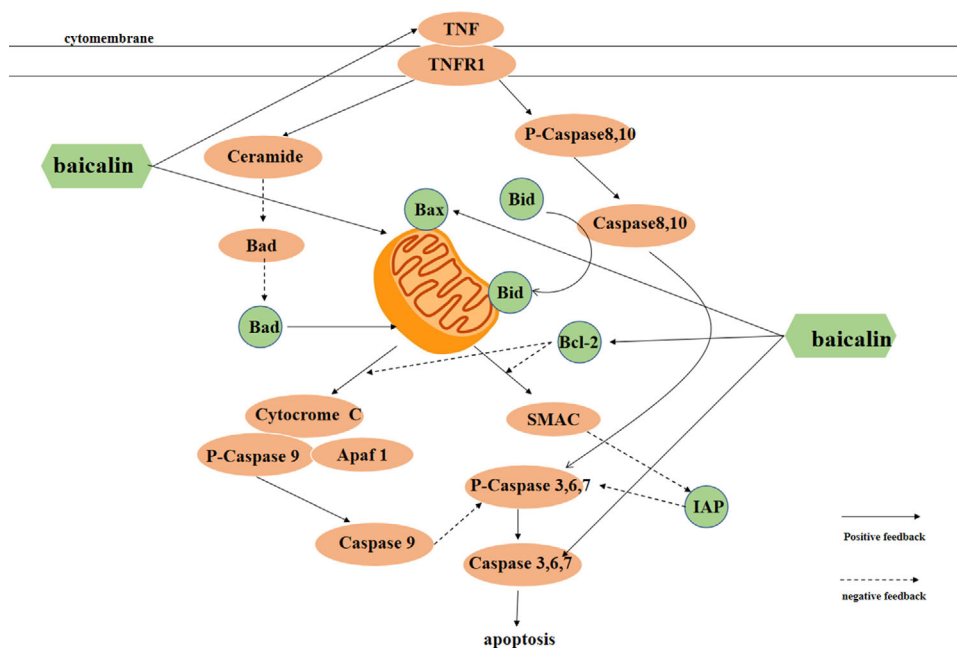 TNF
cytomembrane
TNFR1
P-Caspase8,10
baicalin
Ceramide
Bid
Bax
Caspase8,10
Bad
Bid
Bad
Bcl-2
baicalin
Cytocrome C
SMAC
P-Caspase 9
Apaf 1
P-Caspase 3,6,7
IAP
Caspase 9
Positive feedback
Caspase 3,6,7
negative feedback
apoptosis